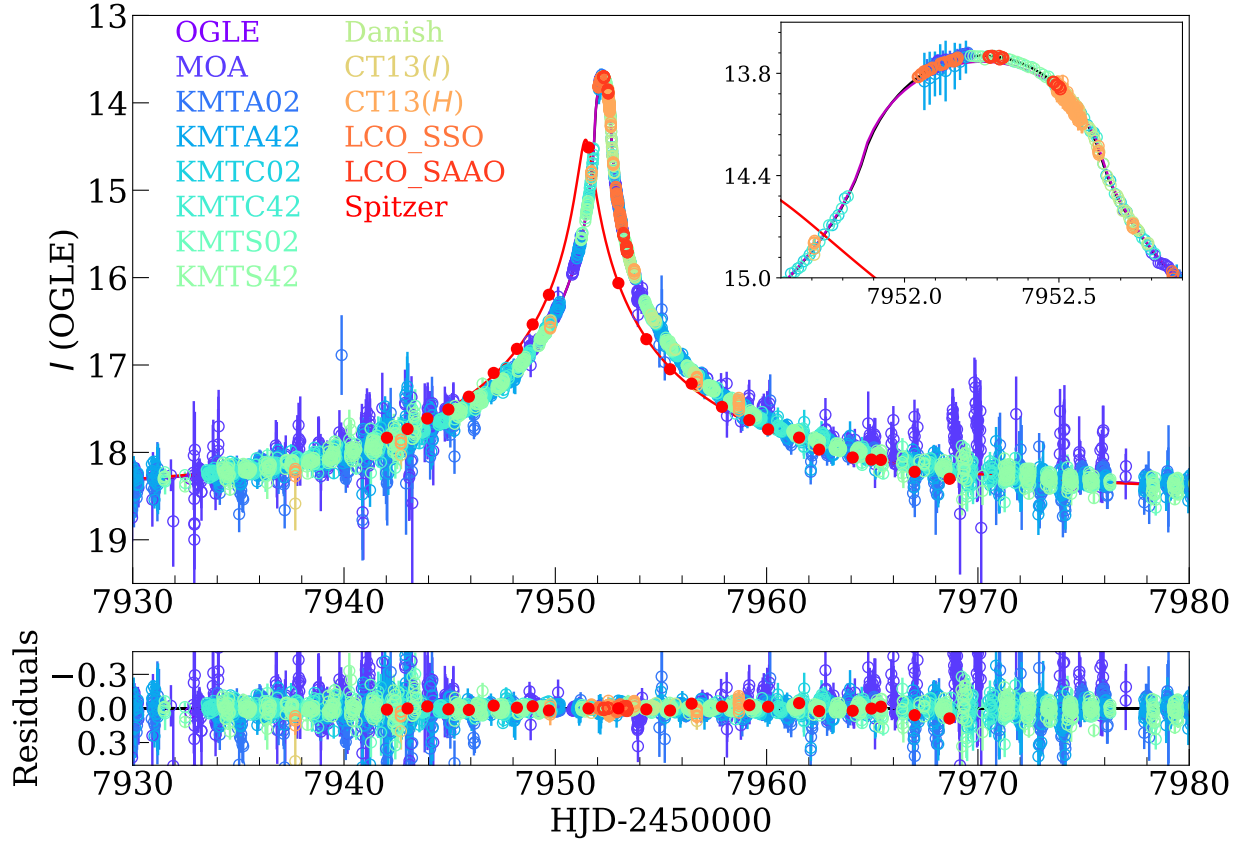 13
14
15
16
17
18
19
I (OGLE)
OGLE
MOA
KMTA02
KMTA42
KMTC02
KMTC42
KMTS02
KMTS42
Danish
CT13(I)
CT13(H)
LCO_SSO
LCO_SAAO
Spitzer
13.8
14.4
15.0
7952.0 7952.5
7930 7940 7950 7960 7970 7980
Residuals
−0.3
0.0
0.3
7930 7940 7950 7960 7970 7980
HJD-2450000